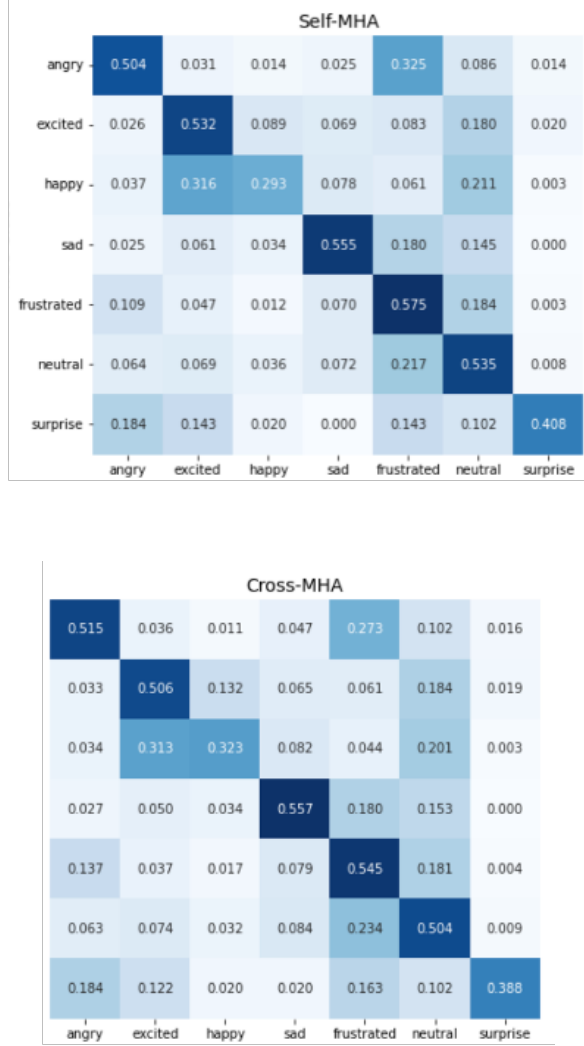 Self-MHA
angry 0.504 0.031 0.014 0.025 0.325 0.086 0.014
excited 0.026 0.532 0.089 0.069 0.083 0.180 0.020
happy 0.037 0.316 0.293 0.078 0.061 0.211 0.003
sad 0.025 0.061 0.034 0.555 0.180 0.145 0.000
frustrated 0.109 0.047 0.012 0.070 0.575 0.184 0.003
neutral 0.064 0.069 0.036 0.072 0.217 0.535 0.008
surprise 0.184 0.143 0.020 0.000 0.143 0.102 0.408
angry excited happy sad frustrated neutral surprise
Cross-MHA
0.515 0.036 0.011 0.047 0.273 0.102 0.016
0.033 0.506 0.132 0.065 0.061 0.184 0.019
0.034 0.313 0.323 0.082 0.044 0.201 0.003
0.027 0.050 0.034 0.557 0.180 0.153 0.000
0.137 0.037 0.017 0.079 0.545 0.181 0.004
0.063 0.074 0.032 0.084 0.234 0.504 0.009
0.184 0.122 0.020 0.020 0.163 0.102 0.388
angry excited happy sad frustrated neutral surprise